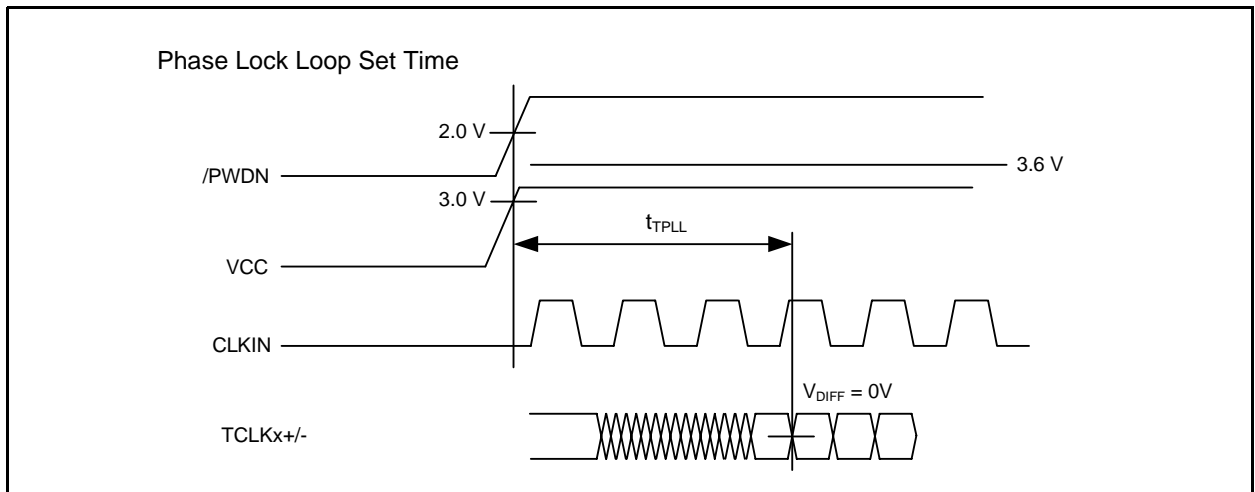 Phase Lock Loop Set Time
2.0 V
/PWDN
3.6 V
3.0 V
tTPLL
VCC
CLKIN
VDIFF = 0V
TCLKx+/-